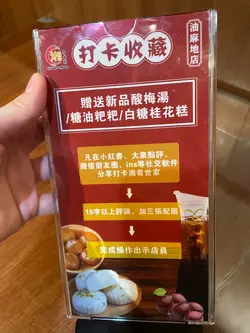 油麻地店
打卡收藏
贈送新品酸梅湯
/糖油粑粑/白糖桂花糕
凡在小紅書、大衆點評、
微信朋友圈、ins等社交軟件
分享打卡湘肴世家
15字以上評論，加三張配圖
完成操作出示店員